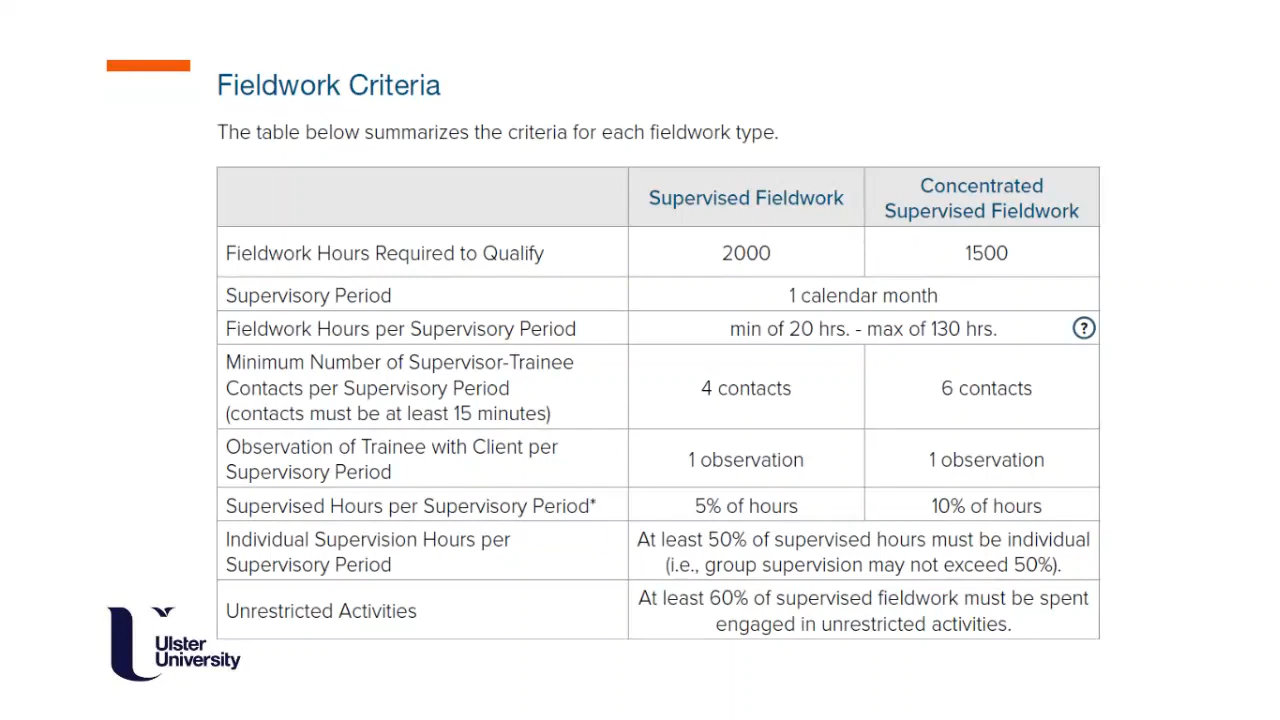 Fieldwork Criteria
The table below summarizes the criteria for each fieldwork type.
Supervised Fieldwork
Concentrated
Supervised Fieldwork
Fieldwork Hours Required to Qualify
2000
1500
Supervisory Period
1 calendar month
Fieldwork Hours per Supervisory Period
min of 20 hrs. - max of 130 hrs.
?
Minimum Number of Supervisor-Trainee
Contacts per Supervisory Period
(contacts must be at least 15 minutes)
4 contacts
6 contacts
Observation of Trainee with Client per
Supervisory Period
1 observation
1 observation
Supervised Hours per Supervisory Period*
5% of hours
10% of hours
Individual Supervision Hours per
Supervisory Period
At least 50% of supervised hours must be individual
(i.e., group supervision may not exceed 50%).
Unrestricted Activities
At least 60% of supervised fieldwork must be spent
engaged in unrestricted activities.
Ulster
University